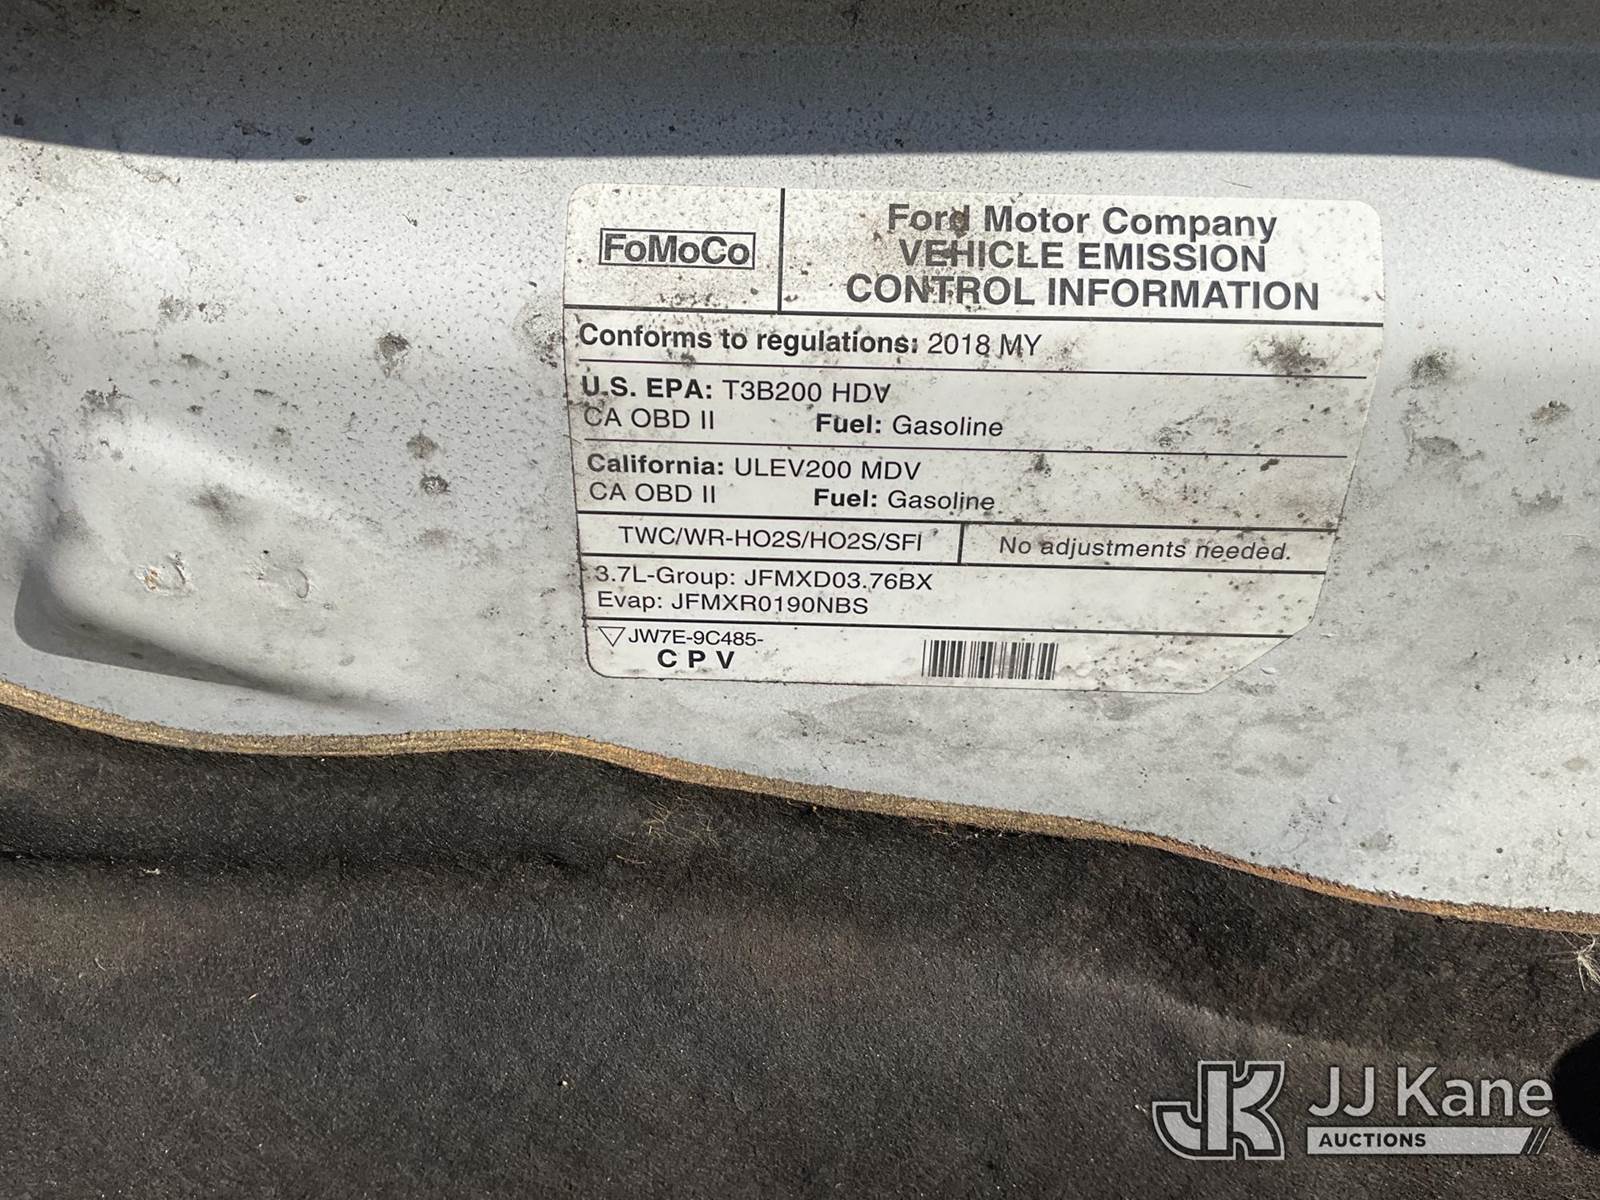 FoMoCo
Ford Motor Company
VEHICLE EMISSION
CONTROL INFORMATION
Conforms to regulations: 2018 MY
U.S. EPA: T3B200 HDV
CA OBD II Fuel: Gasoline
California: ULEV200 MDV
CA OBD II Fuel: Gasoline
TWC/WR-HO2S/HO2S/SFI No adjustments needed.
3.7L-Group: JFMXD03.76BX
Evap: JFMXR0190NBS
JW7E-9C485-
C P V
JK JJ Kane
AUCTIONS